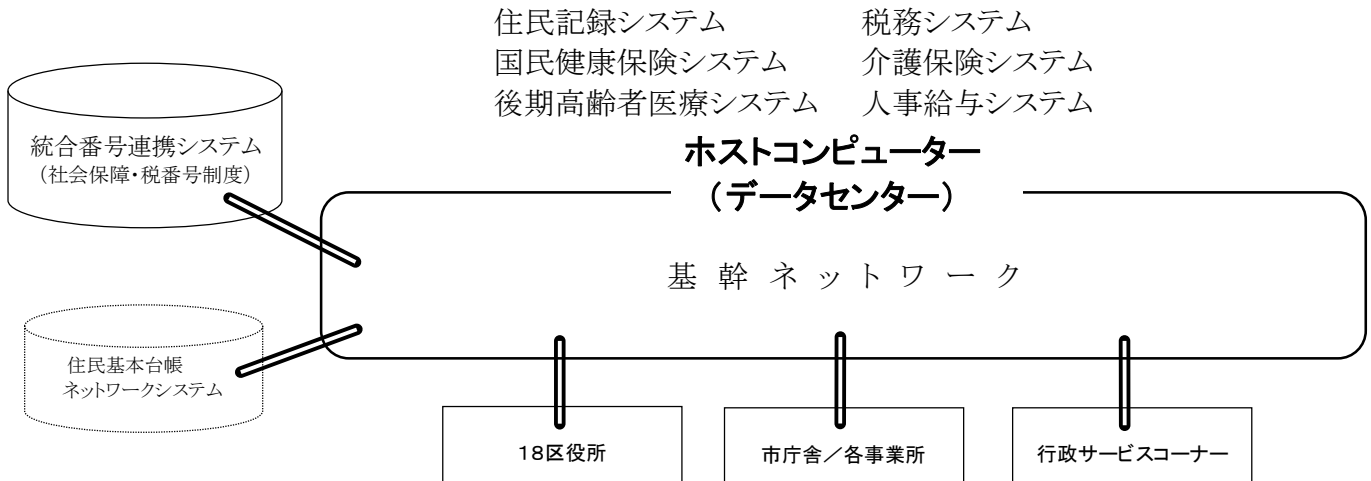 住民記録システム 税務システム
国民健康保険システム 介護保険システム
後期高齢者医療システム 人事給与システム
ホストコンピューター
(データセンター)
統合番号連携システム
(社会保障・税番号制度)
基幹ネットワーク
住民基本台帳
ネットワークシステム
18区役所
市庁舎/各事業所
行政サービスコーナー